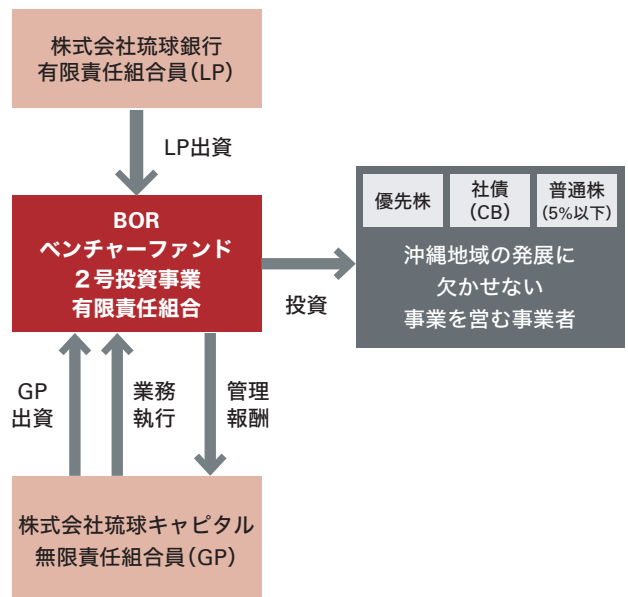 株式会社琉球銀行
有限責任組合員(LP)
LP出資
BOR
ベンチャーファンド
2号投資事業
有限責任組合
投資
優先株
社債
(CB)
普通株
(5%以下)
沖縄地域の発展に
欠かせない
事業を営む事業者
GP
出資
業務
執行
管理
報酬
株式会社琉球キャピタル
無限責任組合員(GP)